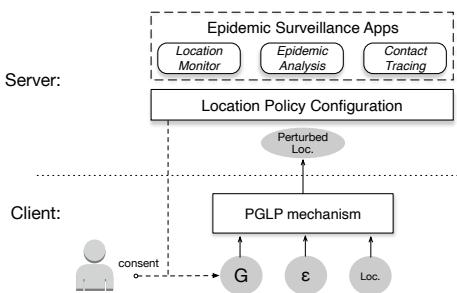 Epidemic Surveillance Apps
Location
Monitor
Epidemic
Analysis
Contact
Tracing
Server:
Location Policy Configuration
Perturbed
Loc.
Client:
PGLP mechanism
consent
G
ε
Loc.